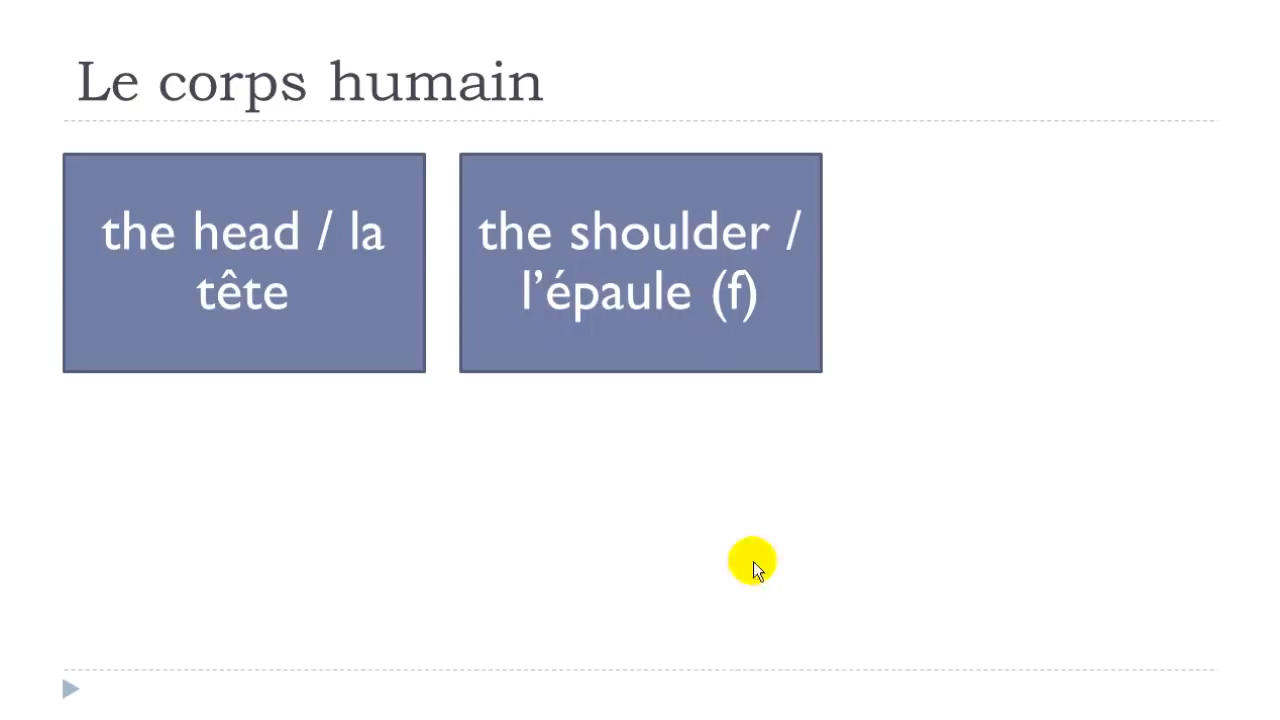 Le corps humain
the head / la
tête
the shoulder /
l’épaule (f)